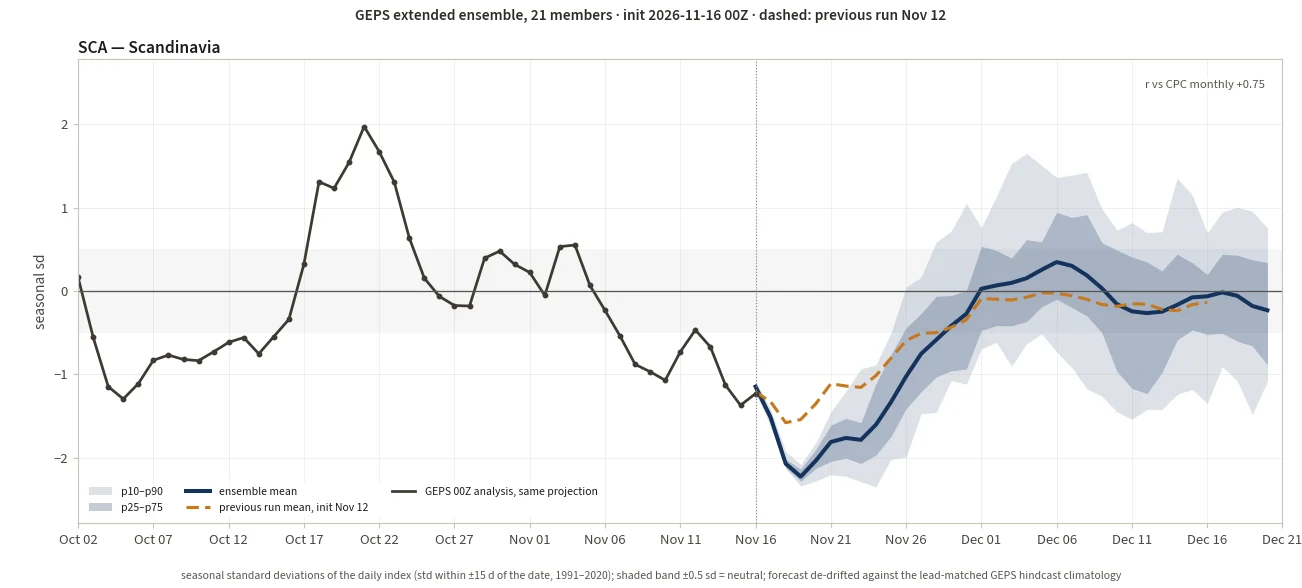 GEPS extended ensemble, 21 members · init 2026-11-16 00Z · dashed: previous run Nov 12
SCA — Scandinavia
r vs CPC monthly +0.75
seasonal sd
2
1
0
−1
−2
p10–p90
ensemble mean
GEPS 00Z analysis, same projection
p25–p75
previous run mean, init Nov 12
Oct 02 Oct 07 Oct 12 Oct 17 Oct 22 Oct 27 Nov 01 Nov 06 Nov 11 Nov 16 Nov 21 Nov 26 Dec 01 Dec 06 Dec 11 Dec 16 Dec 21
seasonal standard deviations of the daily index (std within ±15 d of the date, 1991–2020); shaded band ±0.5 sd = neutral; forecast de-drifted against the lead-matched GEPS hindcast climatology